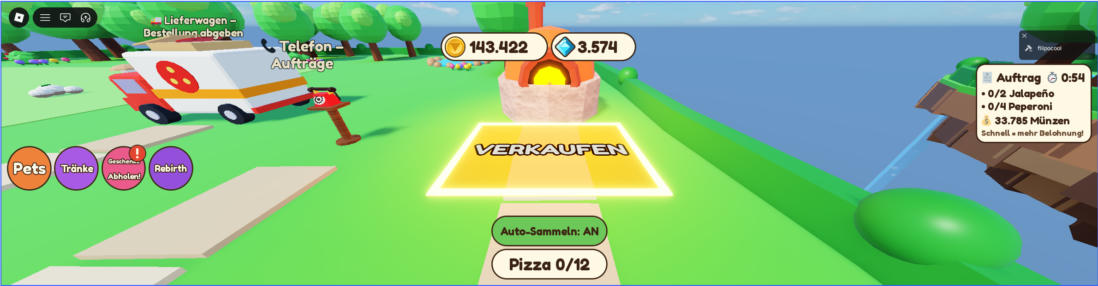 Lieferwagen –
Bestellung abgeben
Telefon –
Aufträge
143.422
3.574
filipocool
Auftrag 0:54
• 0/2 Jalapeño
• 0/4 Peperoni
33.785 Münzen
Schnell = mehr Belohnung!
VERKAUFEN
Pets
Tränke
Geschenke
Abholen!
!
Rebirth
Auto-Sammeln: AN
Pizza 0/12